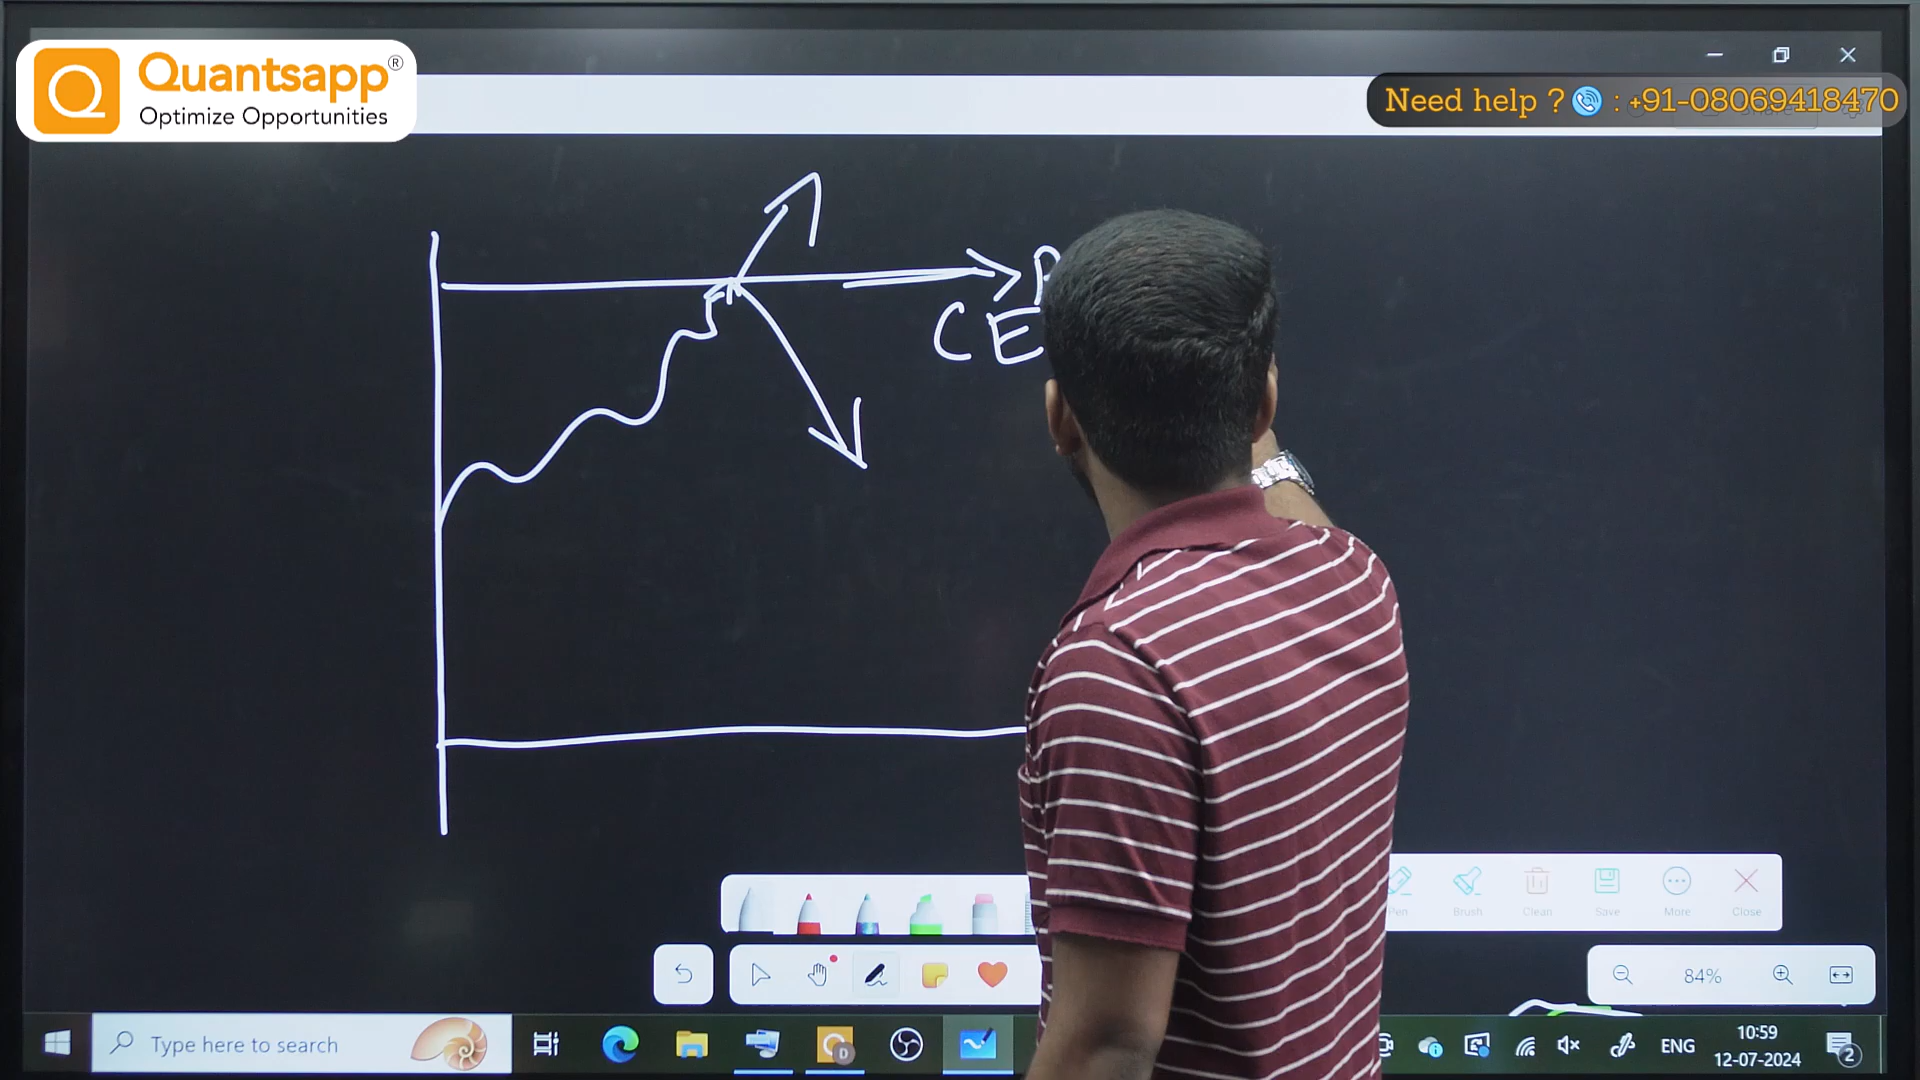 Quantsapp®
Optimize Opportunities
Need help ? : +91-08069418470
CE
Pen
Brush
Clean
Save
More
Close
84%
Type here to search
D
ENG
10:59
12-07-2024
2